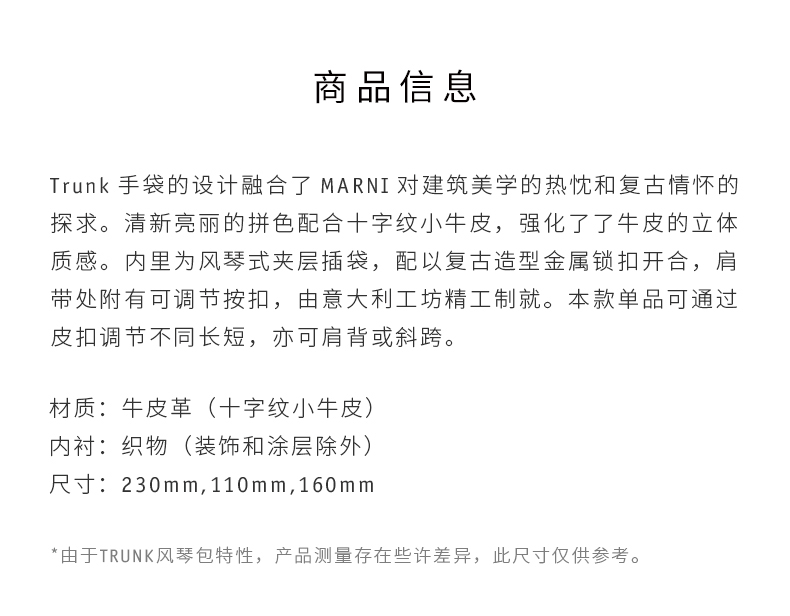 商品信息
Trunk 手袋的设计融合了 MARNI 对建筑美学的热忱和复古情怀的
探求。清新亮丽的拼色配合十字纹小牛皮，强化了了牛皮的立体
质感。内里为风琴式夹层插袋，配以复古造型金属锁扣开合，肩
带处附有可调节按扣，由意大利工坊精工制就。本款单品可通过
皮扣调节不同长短，亦可肩背或斜跨。
材质：牛皮革（十字纹小牛皮）
内衬：织物（装饰和涂层除外）
尺寸：230mm,110mm,160mm
*由于TRUNK风琴包特性，产品测量存在些许差异，此尺寸仅供参考。